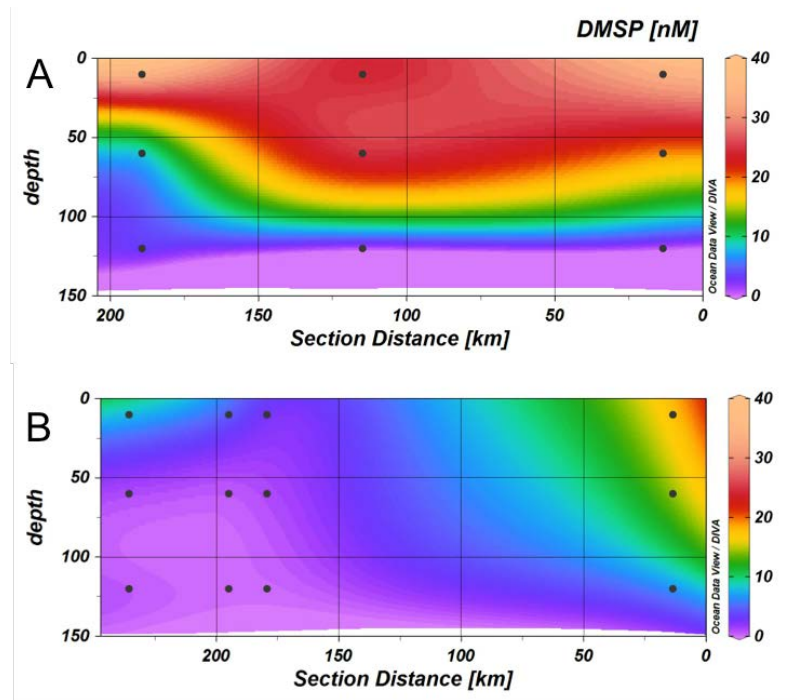 DMSP [nM]
A
0
50
100
150
depth
200 150 100 50 0
Section Distance [km]
Ocean Data View / DIVA
40
30
20
10
0
B
0
50
100
150
depth
200 150 100 50 0
Section Distance [km]
Ocean Data View / DIVA
40
30
20
10
0